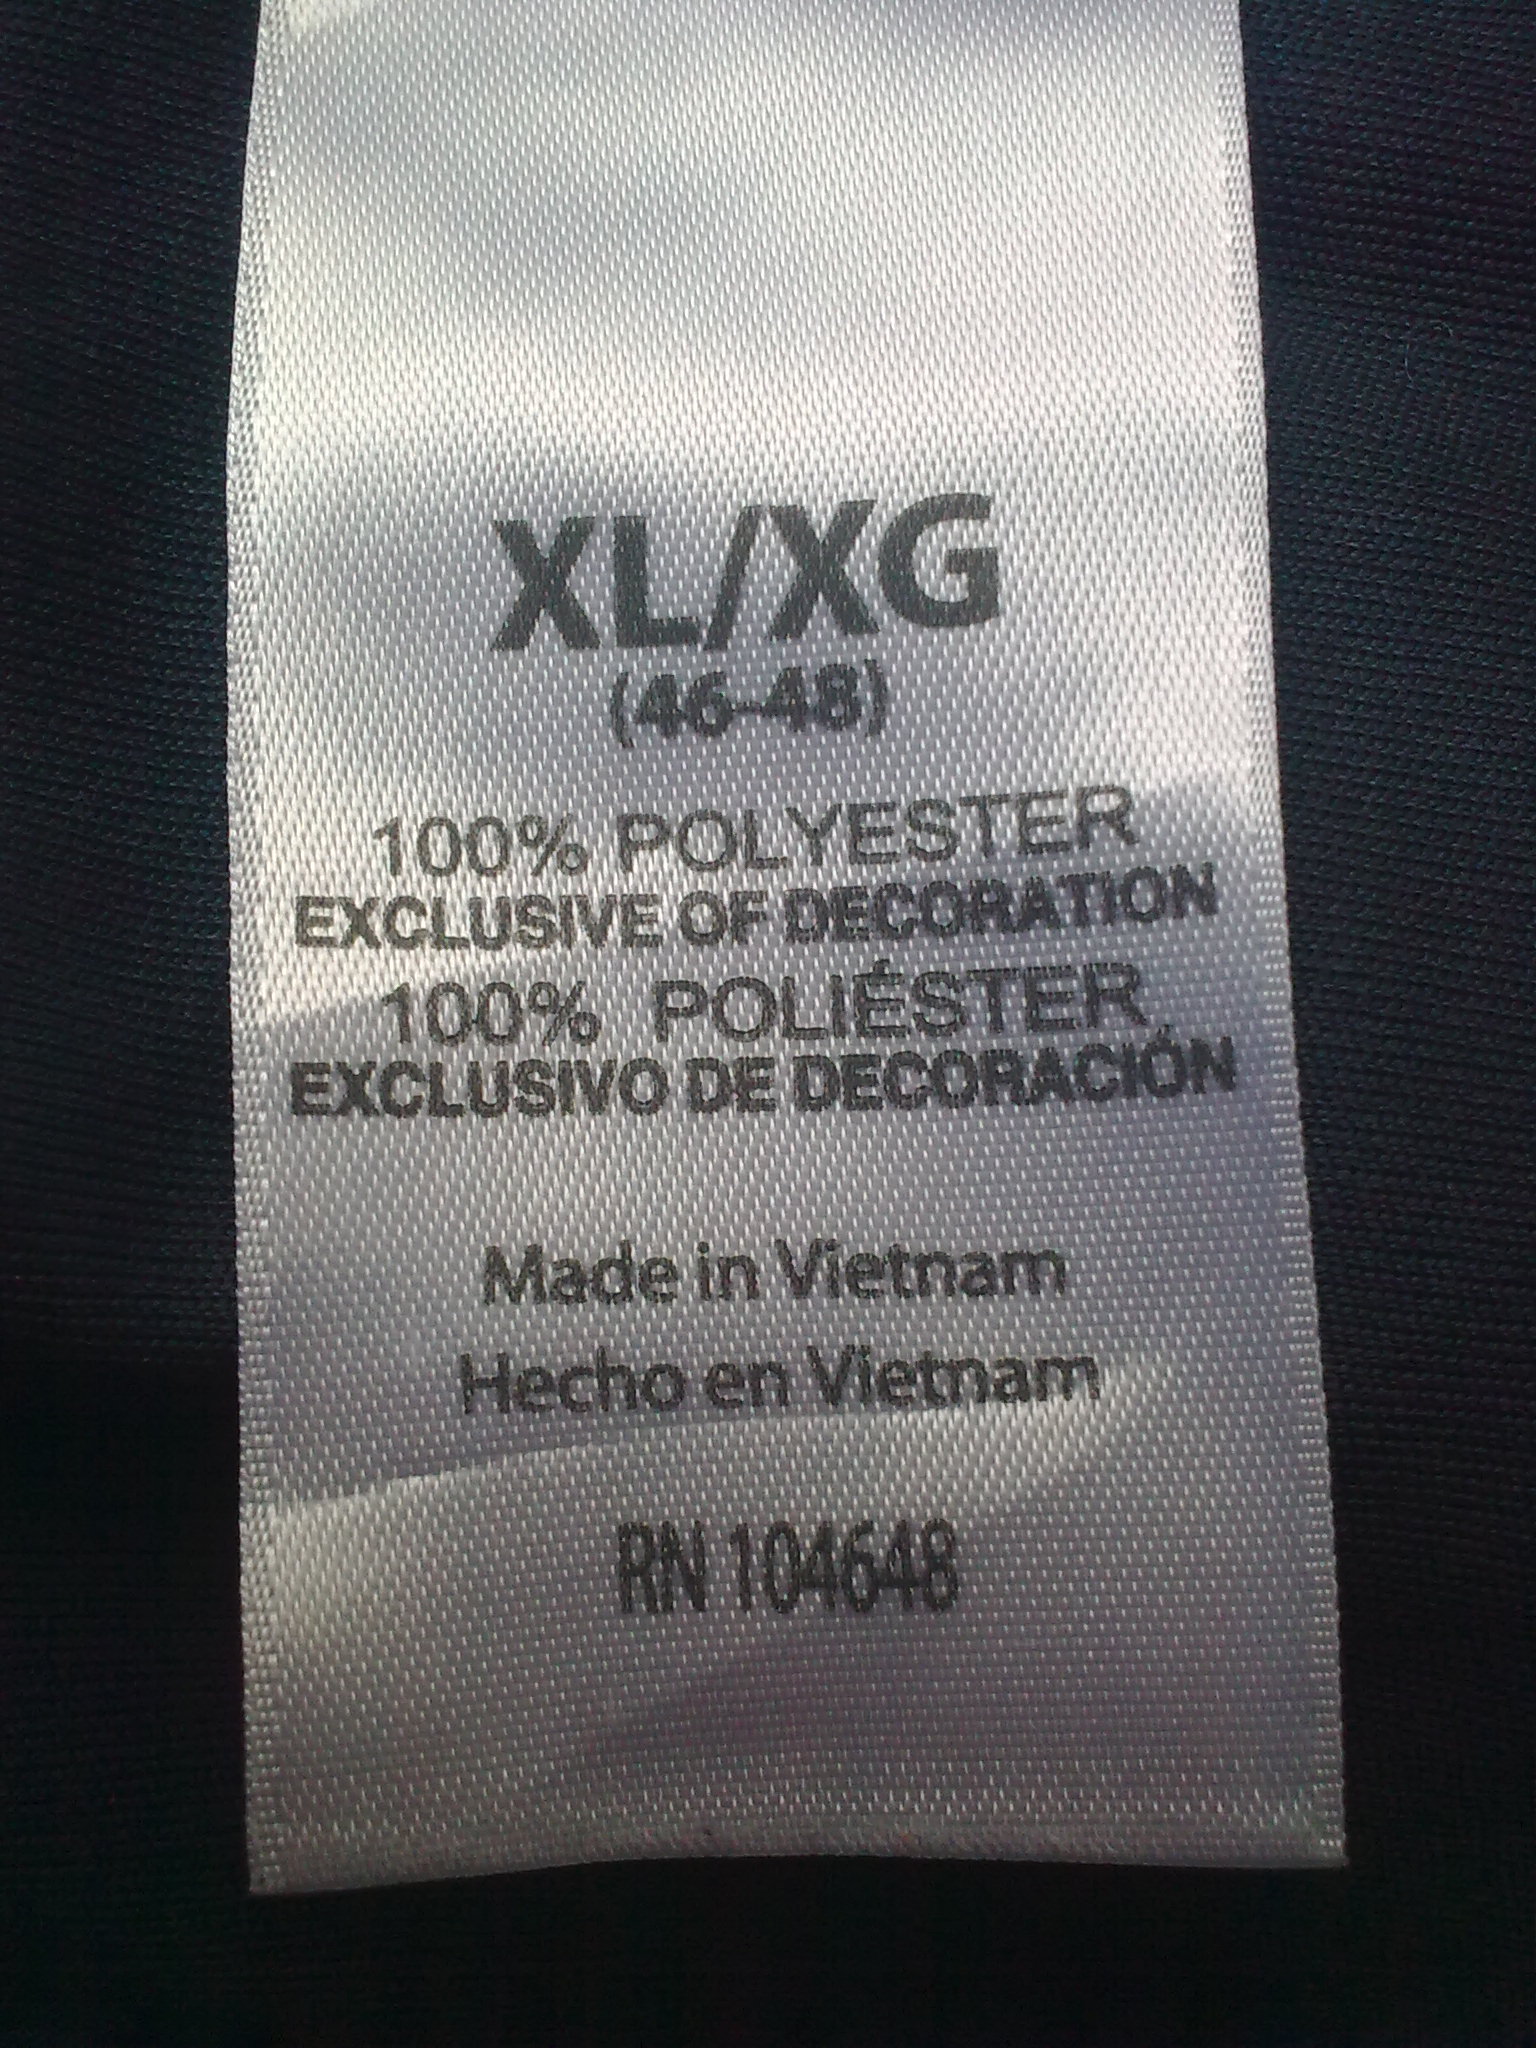 XL/XG
(46-48)
100% POLYESTER
EXCLUSIVE OF DECORATION
100% POLIÉSTER
EXCLUSIVO DE DECORACIÓN
Made in Vietnam
Hecho en Vietnam
RN 104648